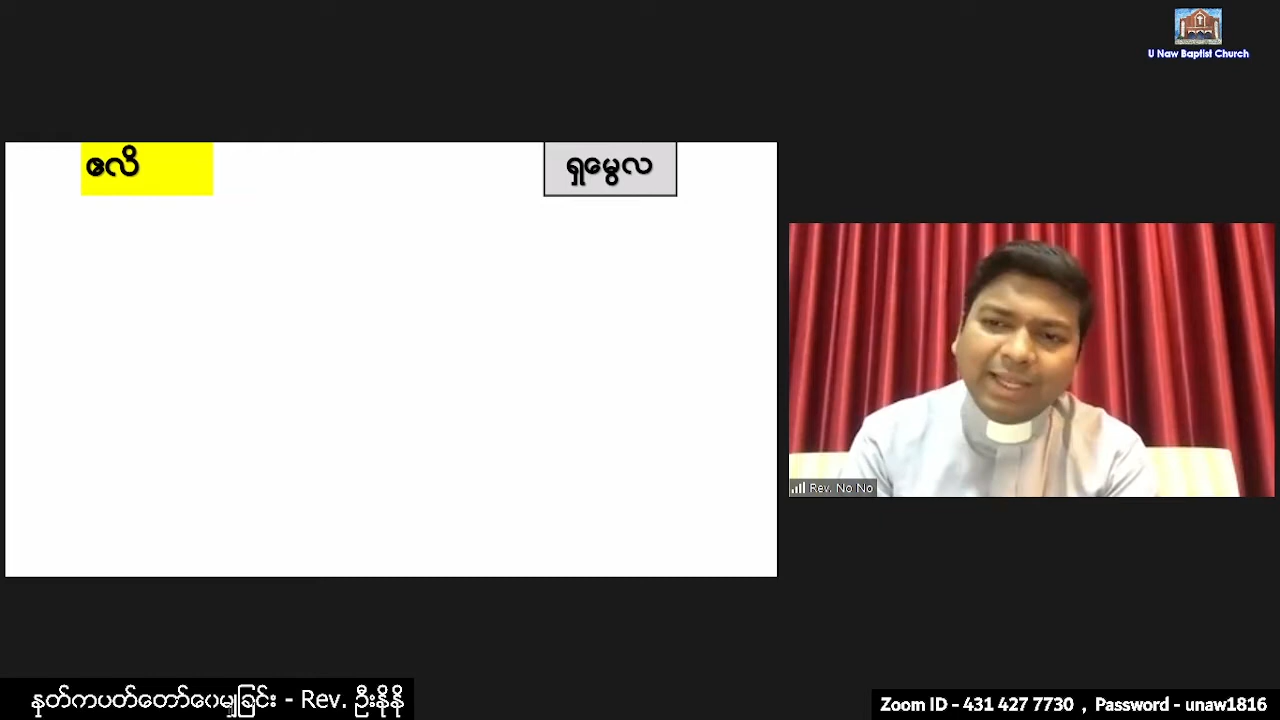 U Naw Baptist Church
ဧလိ
ရှမွေလ
Rev. No No
နှတ်ကပတ်တော်ဝေမျှခြင်း - Rev. ဦးနိုနို
Zoom ID - 431 427 7730 , Password - unaw1816